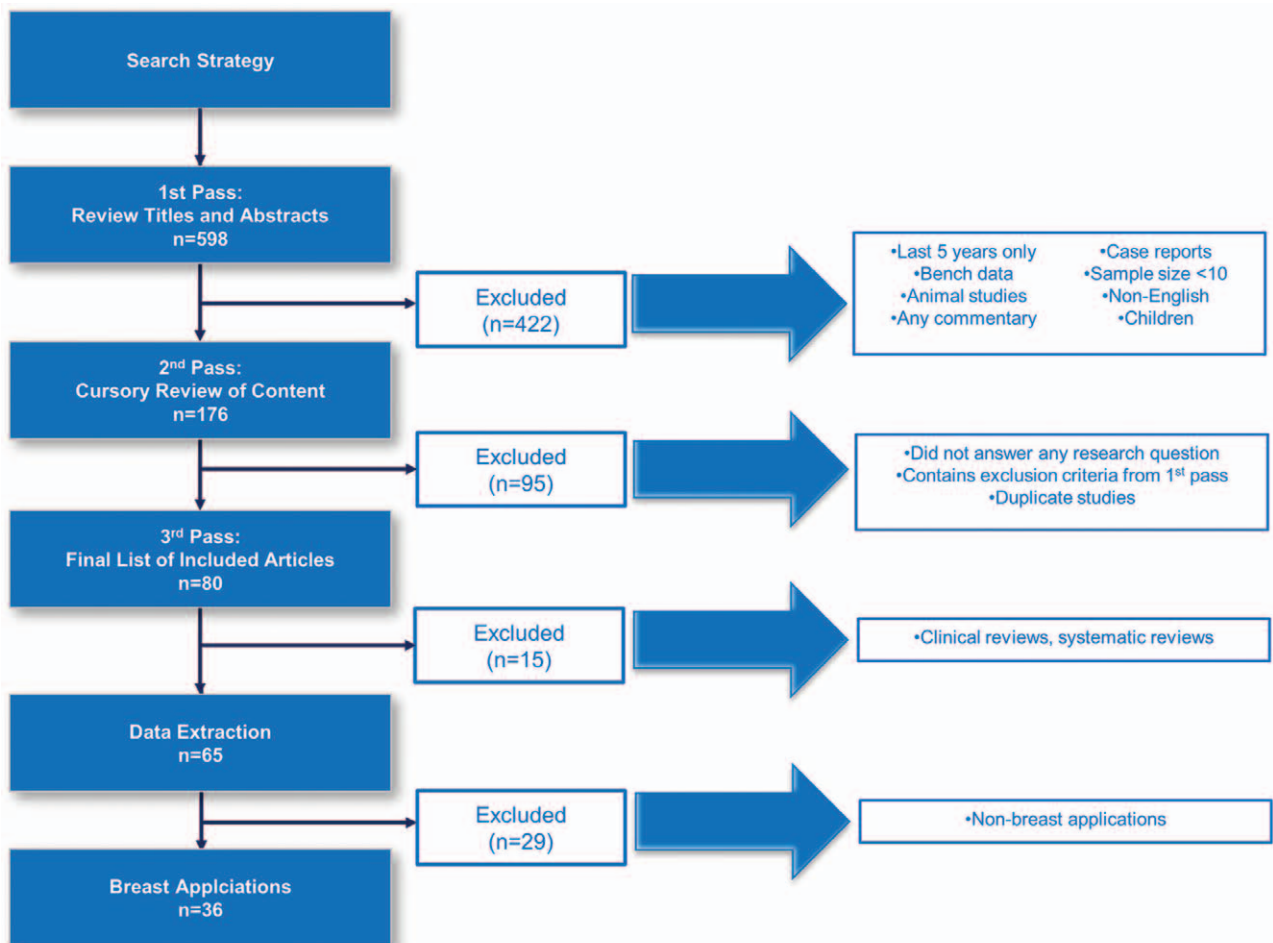 Search Strategy
1st Pass:
Review Titles and Abstracts
n=598
Excluded
(n=422)
•Last 5 years only
•Bench data
•Animal studies
•Any commentary
•Case reports
•Sample size <10
•Non-English
•Children
2nd Pass:
Cursory Review of Content
n=176
Excluded
(n=95)
•Did not answer any research question
•Contains exclusion criteria from 1st pass
•Duplicate studies
3rd Pass:
Final List of Included Articles
n=80
Excluded
(n=15)
•Clinical reviews, systematic reviews
Data Extraction
n=65
Excluded
(n=29)
•Non-breast applications
Breast Applciations
n=36